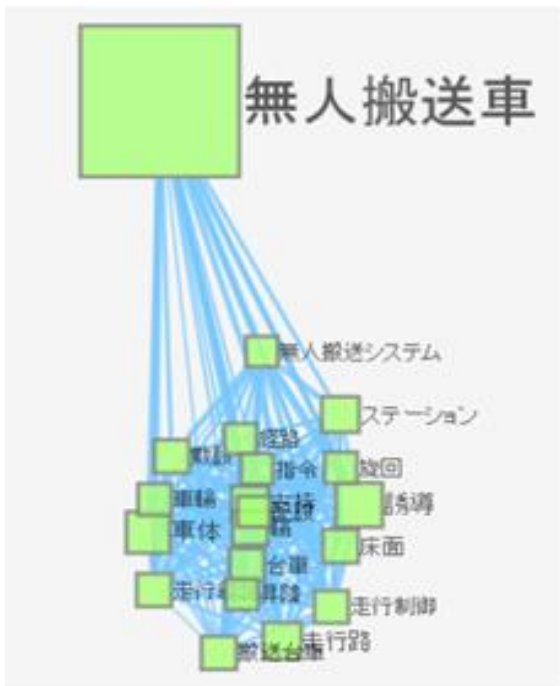 無人搬送車
無人搬送システム
ステーション
経路
指令
旋回
車輪
誘導
車体
床面
台車
昇降
走行制御
走行路
搬送台車